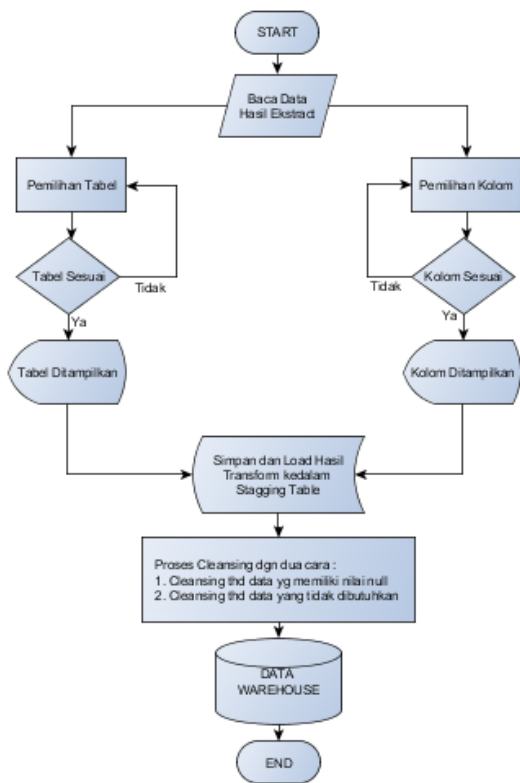 START
Baca Data
Hasil Ekstract
Pemilihan Tabel
Pemilihan Kolom
Tabel Sesuai
Tidak
Kolom Sesuai
Tidak
Ya
Ya
Tabel Ditampilkan
Kolom Ditampilkan
Simpan dan Load Hasil
Transform kedalam
Stagging Table
Proses Cleansing dgn dua cara :
1. Cleansing thd data yg memiliki nilai null
2. Cleansing thd data yang tidak dibutuhkan
DATA
WAREHOUSE
END